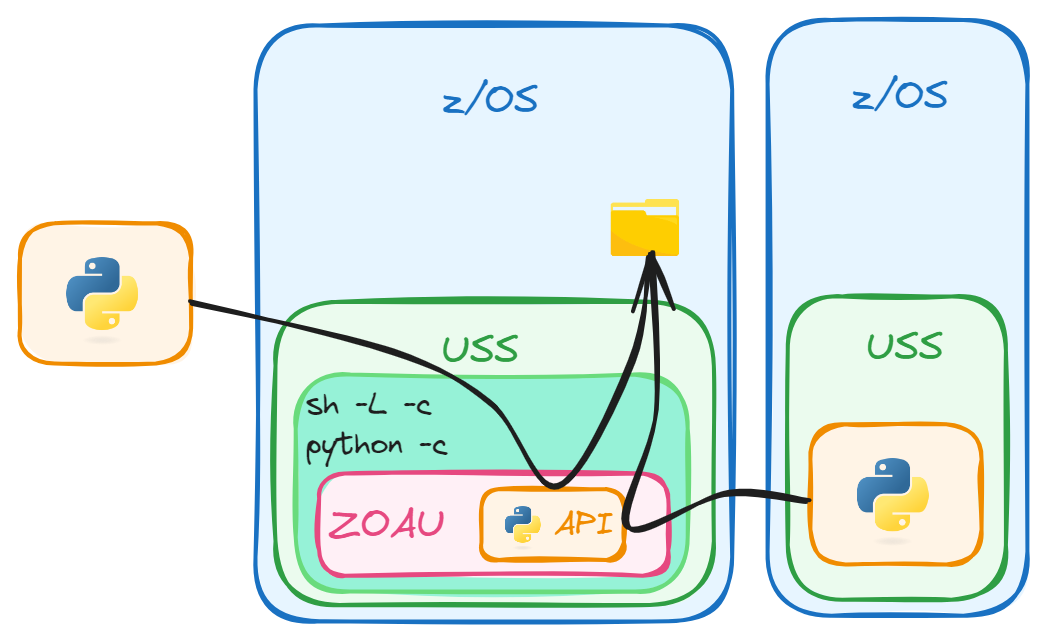 z/OS
z/OS
USS
USS
sh -L -c
python -c
ZOAU
API